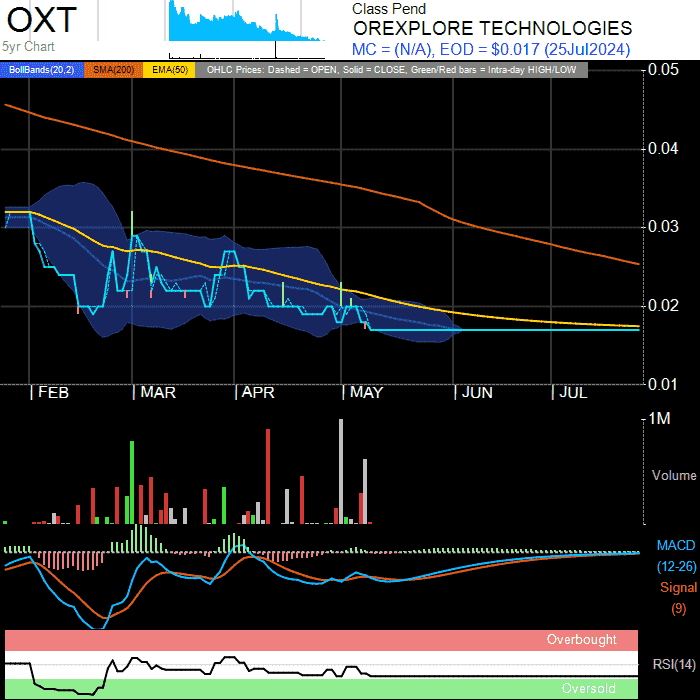 OXT
5yr Chart
Class Pend
OREXPLORE TECHNOLOGIES
MC = (N/A), EOD = $0.017 (25Jul2024)
BollBands(20,2) SMA(200) EMA(50) OHLC Prices: Dashed = OPEN, Solid = CLOSE, Green/Red bars = Intra-day HIGH/LOW
0.05
0.04
0.03
0.02
0.01
FEB MAR APR MAY JUN JUL
1M
Volume
MACD
(12-26)
Signal
(9)
Overbought
RSI(14)
Oversold